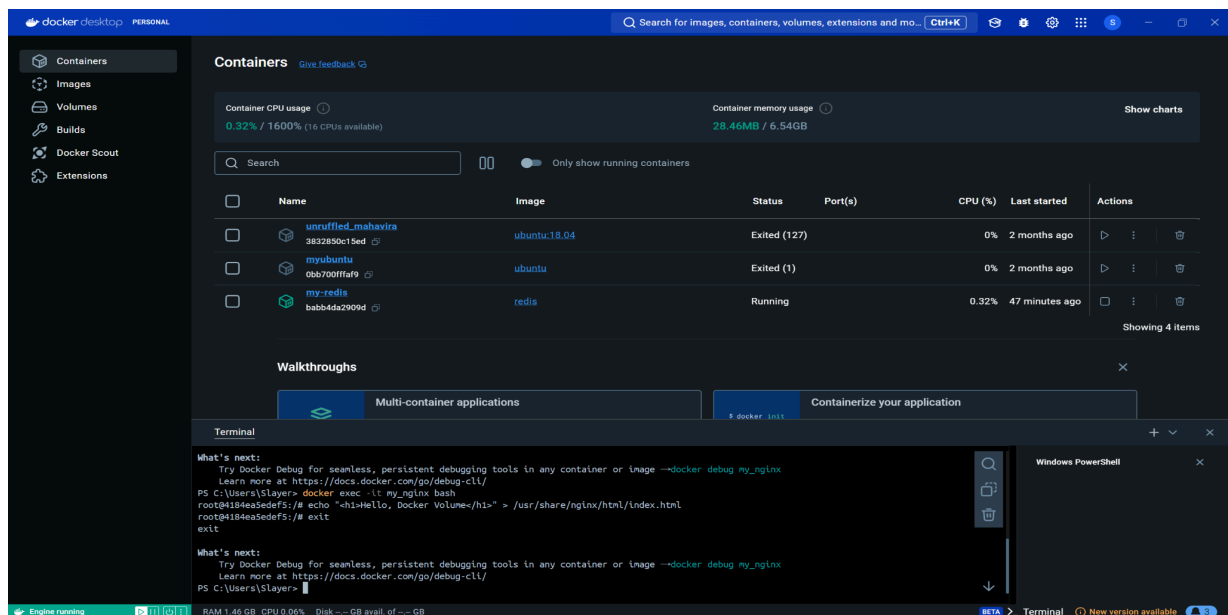 docker desktop PERSONAL
Search for images, containers, volumes, extensions and mo... Ctrl+K
S
Containers
Images
Volumes
Builds
Docker Scout
Extensions
Containers Give feedback
Container CPU usage
0.32% / 1600% (16 CPUs available)
Container memory usage
28.46MB / 6.54GB
Show charts
Search
Only show running containers
Name Image Status Port(s) CPU (%) Last started Actions
unruffled_mahavira
3832850c15ed
ubuntu:18.04 Exited (127) 0% 2 months ago
myubuntu
0bb700fffaf9
ubuntu Exited (1) 0% 2 months ago
my-redis
babb4da2909d
redis Running 0.32% 47 minutes ago
Showing 4 items
Walkthroughs
Multi-container applications
$ docker init
Containerize your application
Terminal
What's next:
Try Docker Debug for seamless, persistent debugging tools in any container or image →docker debug my_nginx
Learn more at https://docs.docker.com/go/debug-cli/
PS C:\Users\Slayer> docker exec -it my_nginx bash
root@4184ea5edef5:/# echo "<h1>Hello, Docker Volume</h1>" > /usr/share/nginx/html/index.html
root@4184ea5edef5:/# exit
exit
What's next:
Try Docker Debug for seamless, persistent debugging tools in any container or image →docker debug my_nginx
Learn more at https://docs.docker.com/go/debug-cli/
PS C:\Users\Slayer>
Windows PowerShell
Engine running
RAM 1.46 GB CPU 0.06% Disk --.-- GB avail. of --.-- GB
BETA > Terminal New version available 3